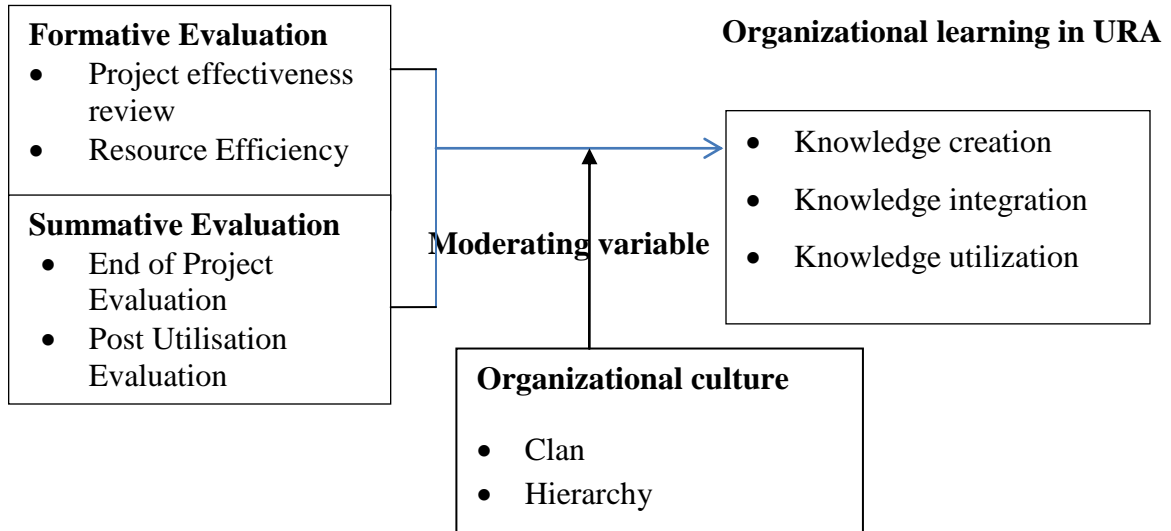 Formative Evaluation
• Project effectiveness
review
• Resource Efficiency
Summative Evaluation
• End of Project
Evaluation
• Post Utilisation
Evaluation
Moderating variable
Organizational culture
• Clan
• Hierarchy
Organizational learning in URA
• Knowledge creation
• Knowledge integration
• Knowledge utilization